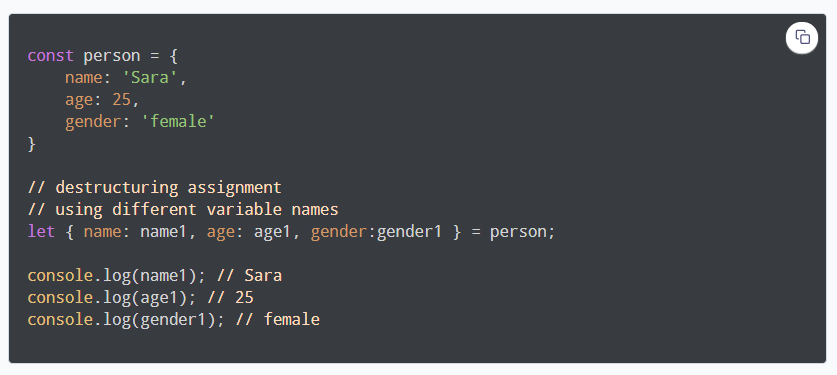 const person = {
    name: 'Sara',
    age: 25,
    gender: 'female'
}
// destructuring assignment
// using different variable names
let { name: name1, age: age1, gender:gender1 } = person;
console.log(name1); // Sara
console.log(age1); // 25
console.log(gender1); // female